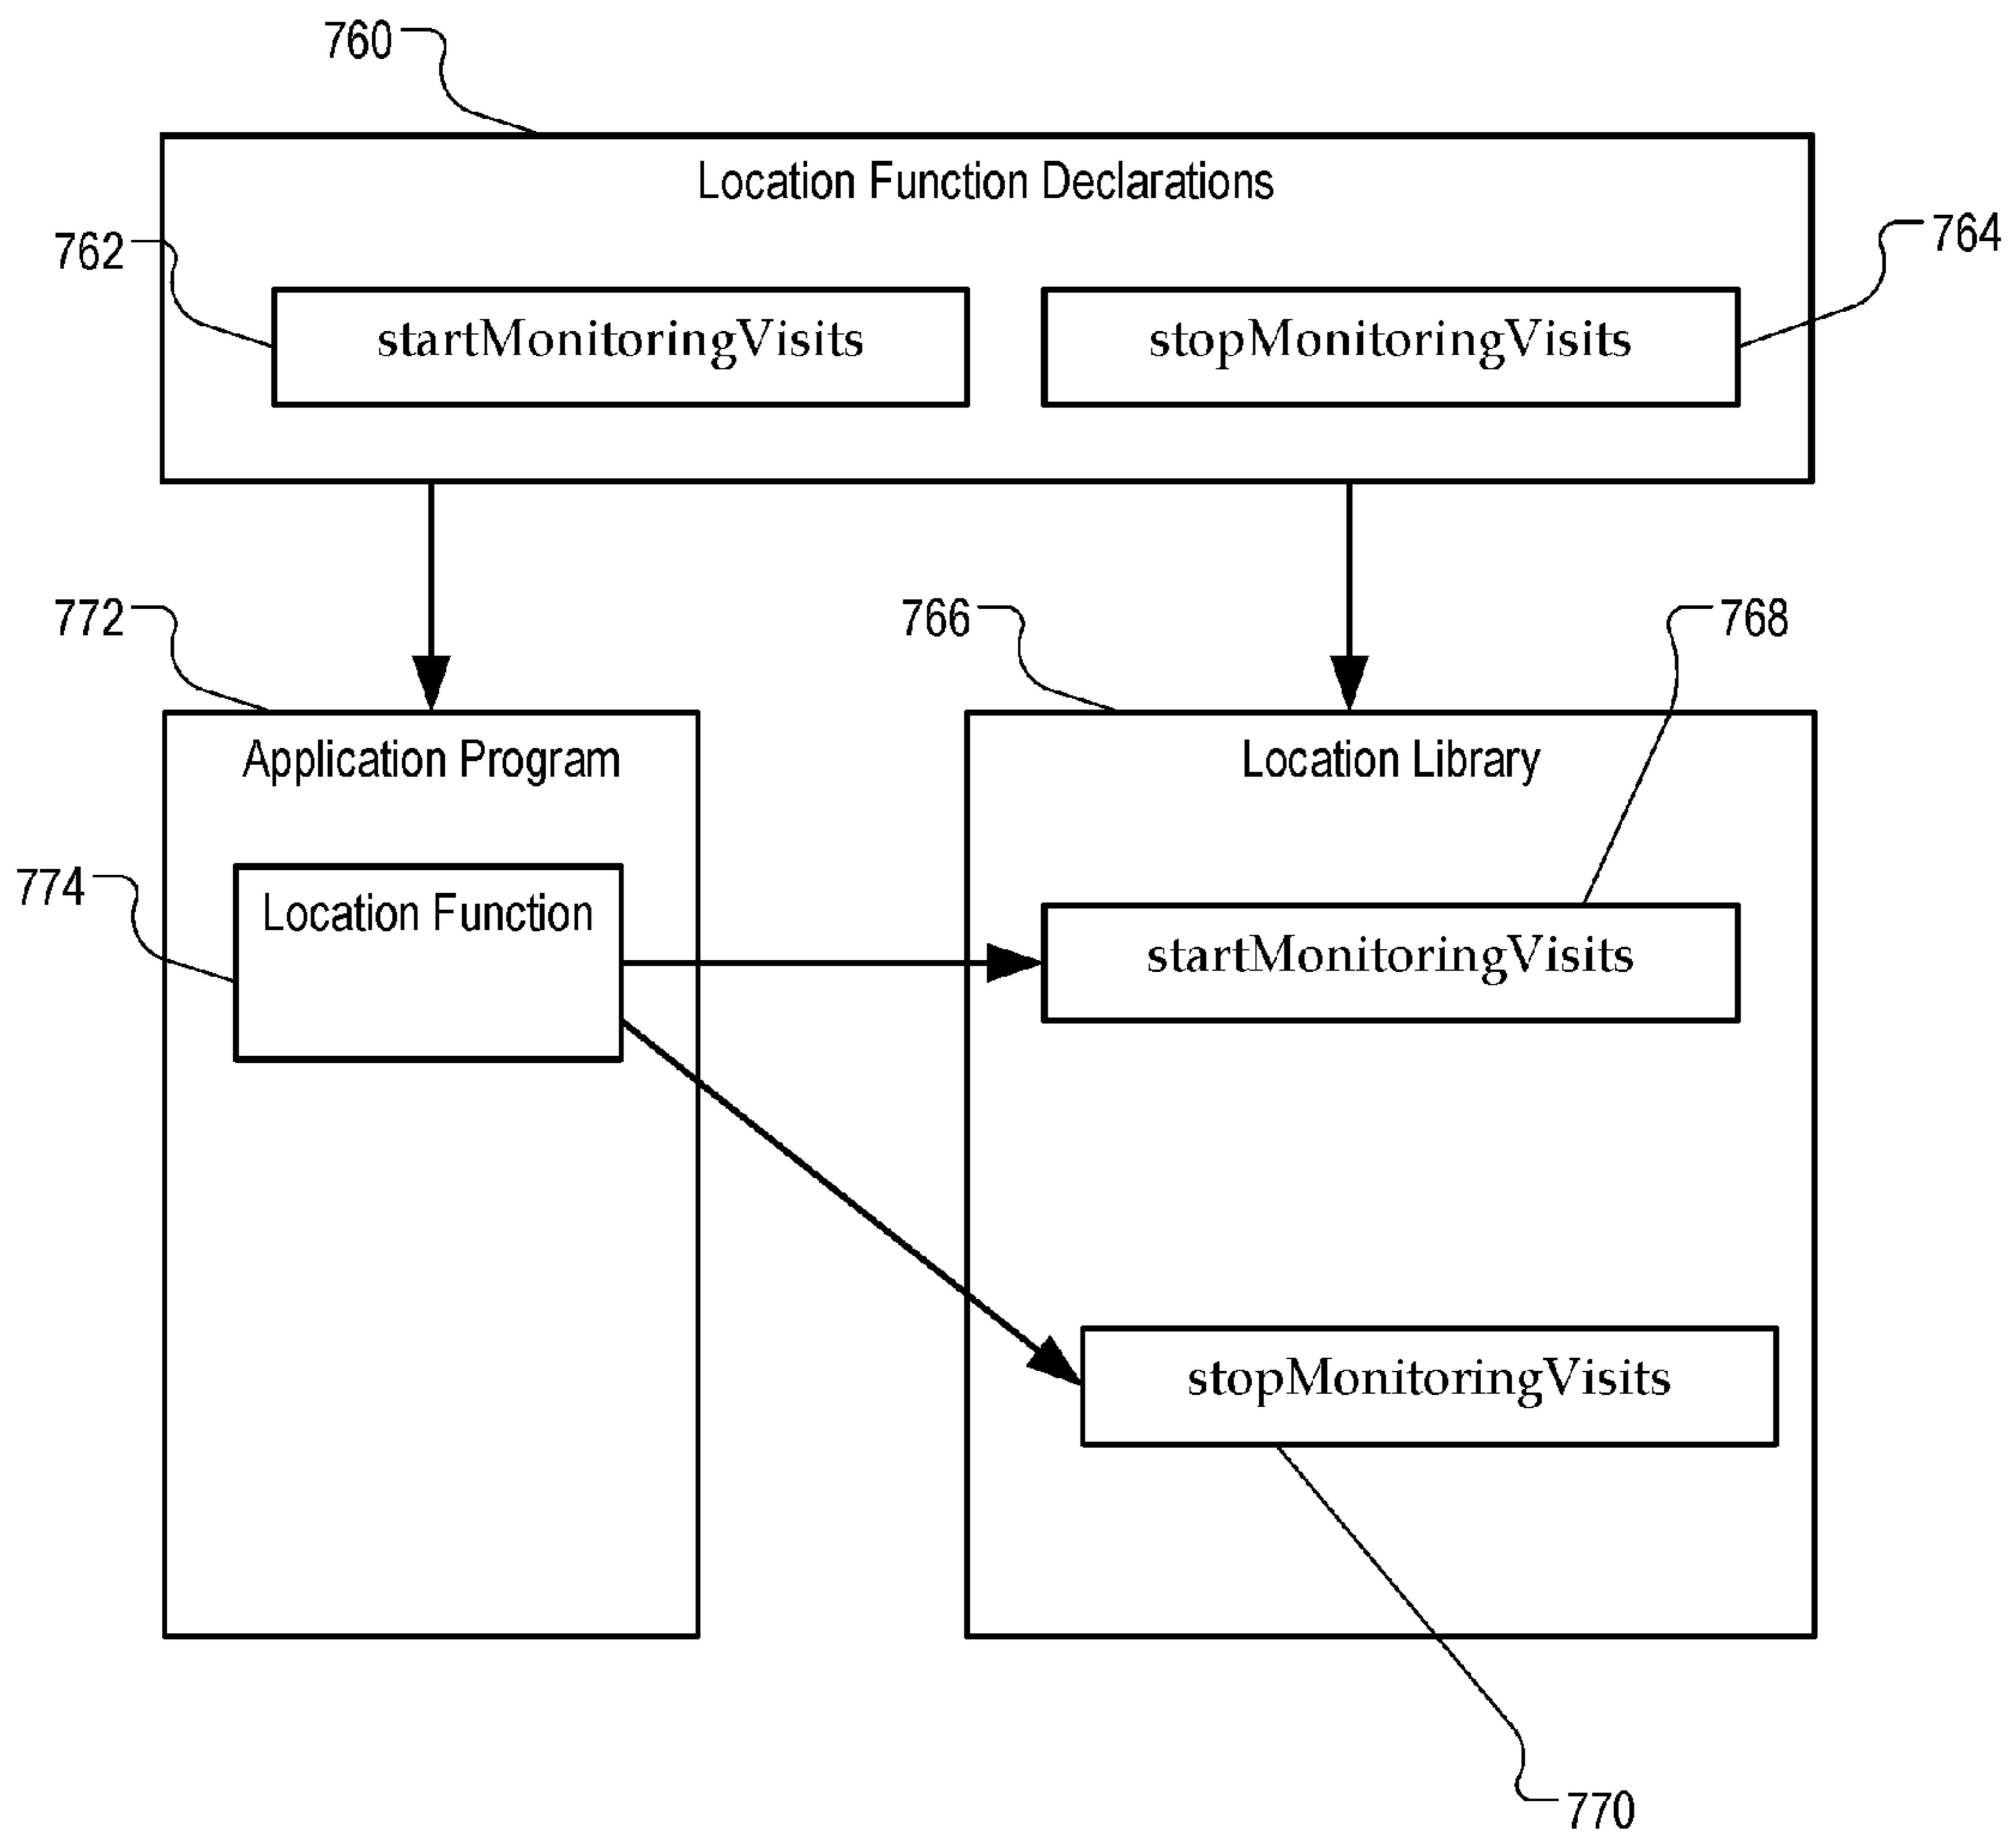 760
Location Function Declarations
762
764
startMonitoringVisits
stopMonitoringVisits
772
766
768
Application Program
Location Library
774
Location Function
startMonitoringVisits
stopMonitoringVisits
770